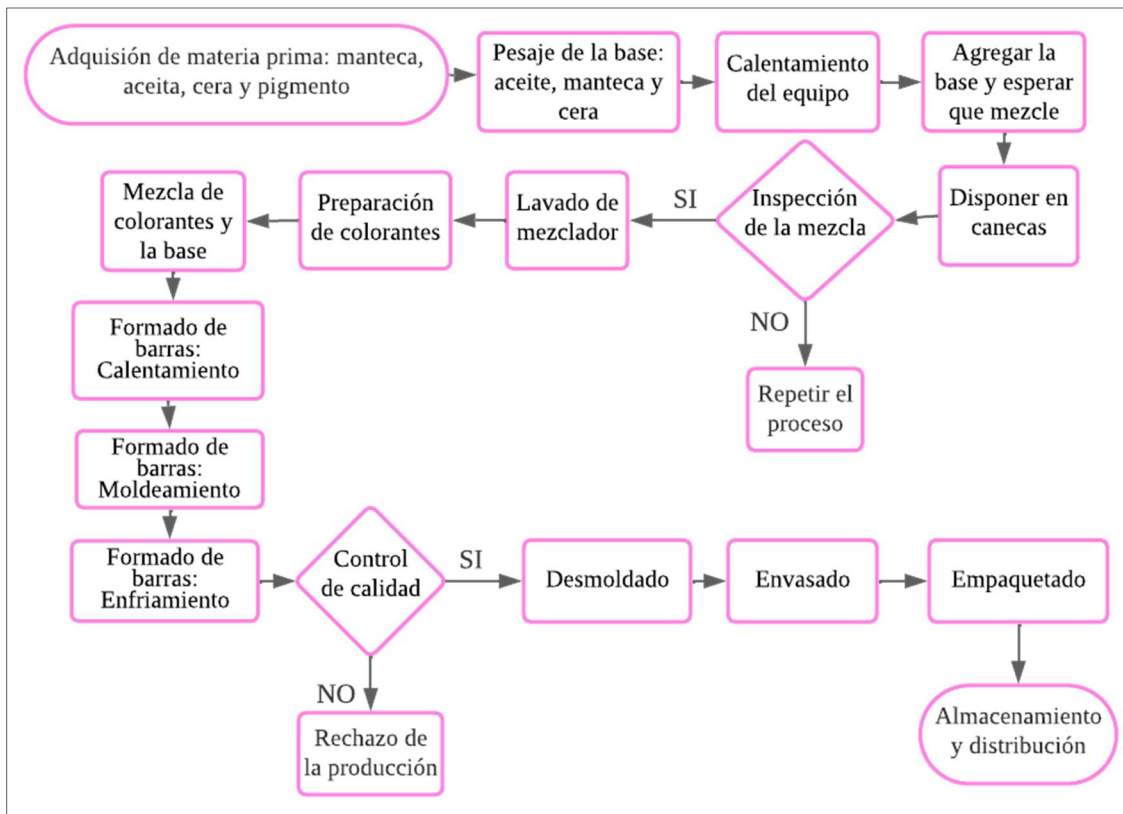 Adquisión de materia prima: manteca,
aceita, cera y pigmento
Pesaje de la base:
aceite, manteca y
cera
Calentamiento
del equipo
Agregar la
base y esperar
que mezcle
Disponer en
canecas
Inspección
de la mezcla
SI
NO
Repetir el
proceso
Lavado de
mezclador
Preparación
de colorantes
Mezcla de
colorantes y
la base
Formado de
barras:
Calentamiento
Formado de
barras:
Moldeamiento
Formado de
barras:
Enfriamiento
Control
de calidad
SI
NO
Rechazo de
la producción
Desmoldado
Envasado
Empaquetado
Almacenamiento
y distribución